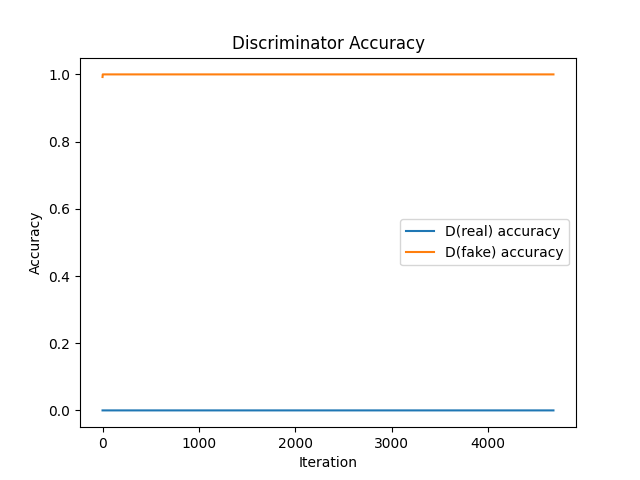 Discriminator Accuracy
1.0
0.8
0.6
0.4
0.2
0.0
Accuracy
D(real) accuracy
D(fake) accuracy
0 1000 2000 3000 4000
Iteration